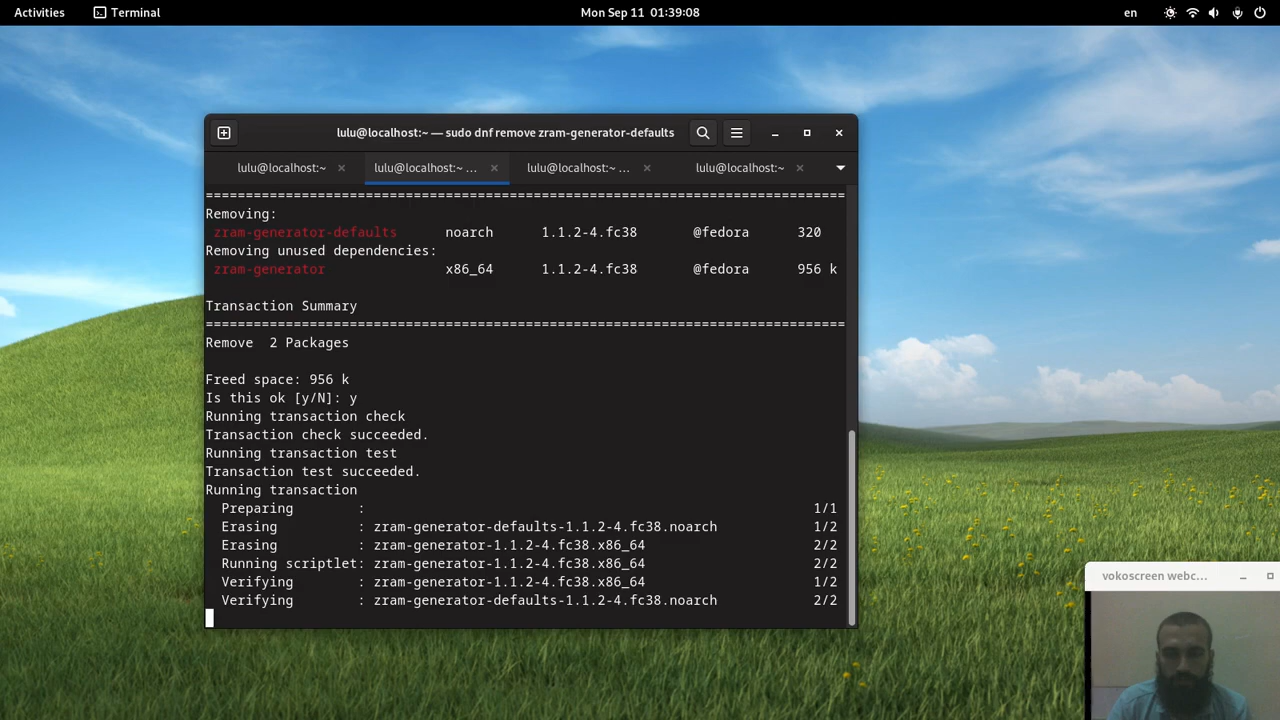 Activities Terminal Mon Sep 11 01:39:08 en
lulu@localhost:~ — sudo dnf remove zram-generator-defaults
lulu@localhost:~ lulu@localhost:~ ... lulu@localhost:~ ... lulu@localhost:~
================================================================================
Removing:
zram-generator-defaults noarch 1.1.2-4.fc38 @fedora 320
Removing unused dependencies:
zram-generator x86_64 1.1.2-4.fc38 @fedora 956 k
Transaction Summary
================================================================================
Remove 2 Packages
Freed space: 956 k
Is this ok [y/N]: y
Running transaction check
Transaction check succeeded.
Running transaction test
Transaction test succeeded.
Running transaction
Preparing : 1/1
Erasing : zram-generator-defaults-1.1.2-4.fc38.noarch 1/2
Erasing : zram-generator-1.1.2-4.fc38.x86_64 2/2
Running scriptlet: zram-generator-1.1.2-4.fc38.x86_64 2/2
Verifying : zram-generator-1.1.2-4.fc38.x86_64 1/2
Verifying : zram-generator-defaults-1.1.2-4.fc38.noarch 2/2
vokoscreen webc...